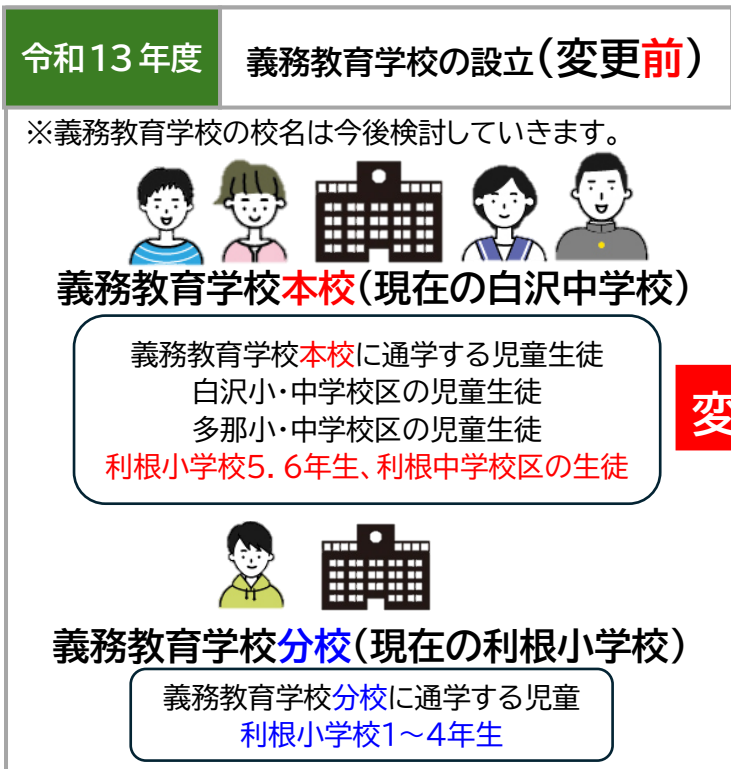 令和13年度
義務教育学校の設立(変更前)
※義務教育学校の校名は今後検討していきます。
義務教育学校本校(現在の白沢中学校)
義務教育学校本校に通学する児童生徒
白沢小・中学校区の児童生徒
多那小・中学校区の児童生徒
利根小学校5.6年生、利根中学校区の生徒
変
義務教育学校分校(現在の利根小学校)
義務教育学校分校に通学する児童
利根小学校1～4年生